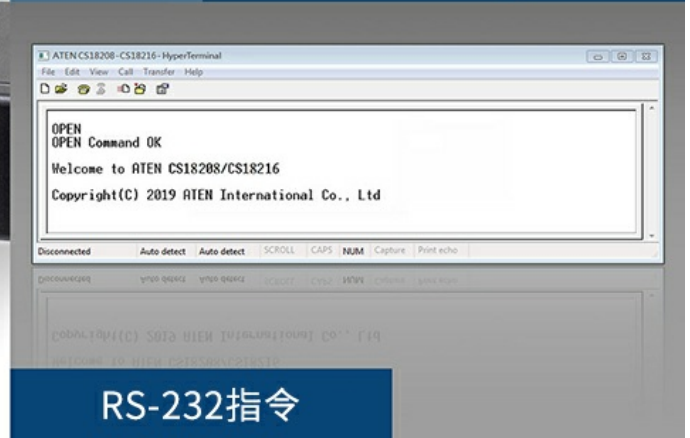 ATEN CS18208-CS18216-HyperTerminal
File Edit View Call Transfer Help
OPEN
OPEN Command OK
Welcome to ATEN CS18208/CS18216
Copyright(C) 2019 ATEN International Co., Ltd
Disconnected Auto detect Auto detect SCROLL CAPS NUM Capture Print echo
RS-232指令